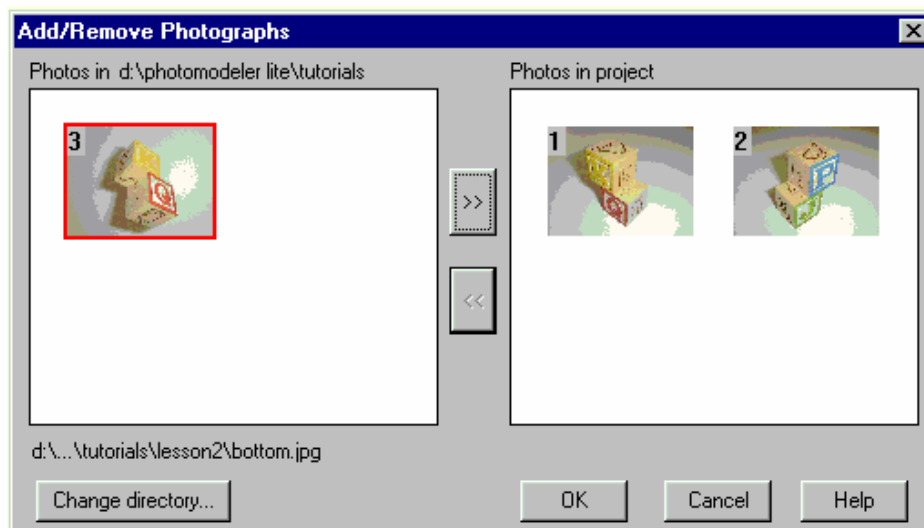 Add/Remove Photographs
Photos in d:\photomodeler lite\tutorials
Photos in project
3
1
2
Q
Q
P
>>
<<
d:\...\tutorials\lesson2\bottom.jpg
Change directory...
OK
Cancel
Help